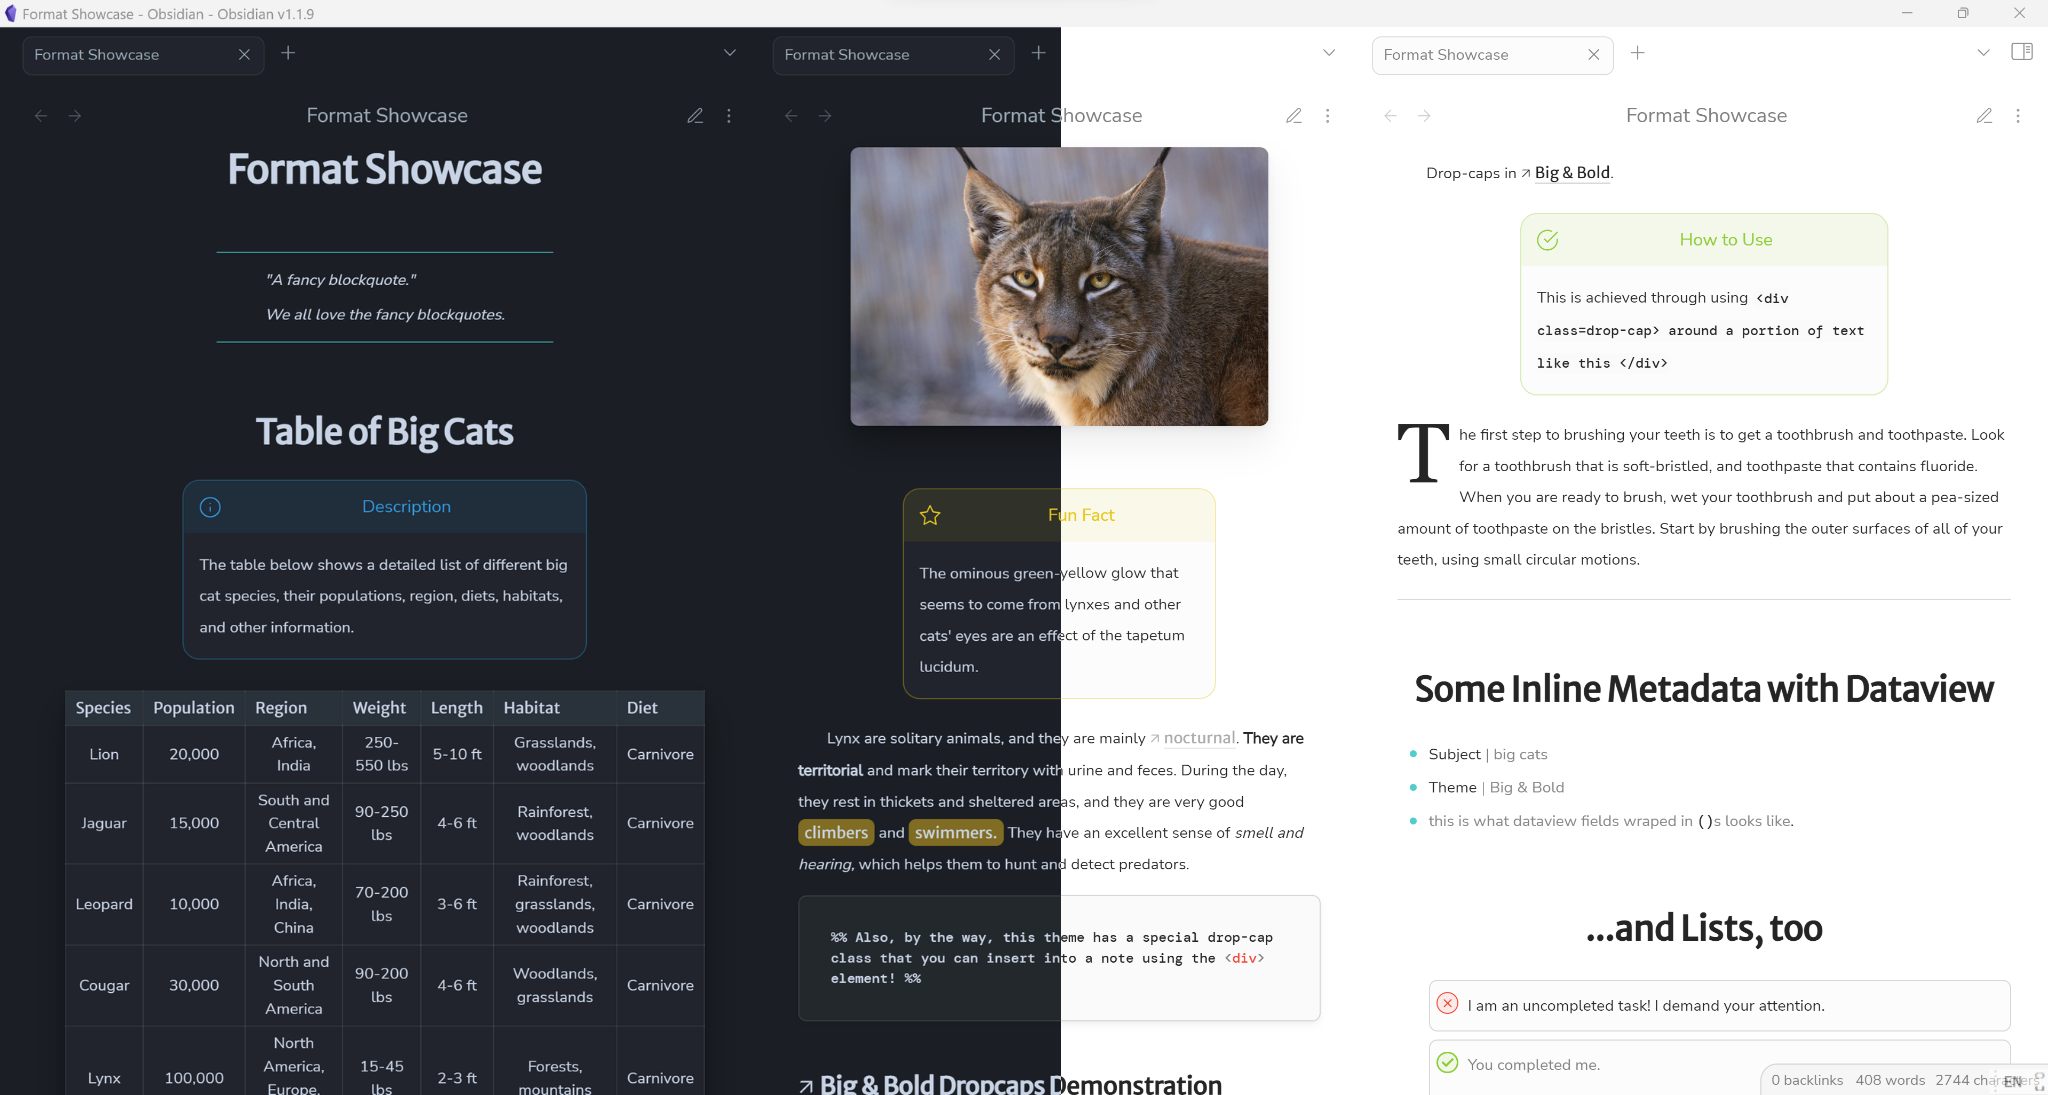 Format Showcase - Obsidian - Obsidian v1.1.9
Format Showcase
Format Showcase
Format Showcase
"A fancy blockquote."
We all love the fancy blockquotes.
Table of Big Cats
Description
The table below shows a detailed list of different big
cat species, their populations, region, diets, habitats,
and other information.
Species Population Region Weight Length Habitat Diet
Lion 20,000 Africa, India 250-550 lbs 5-10 ft Grasslands, woodlands Carnivore
Jaguar 15,000 South and Central America 90-250 lbs 4-6 ft Rainforest, woodlands Carnivore
Leopard 10,000 Africa, India, China 70-200 lbs 3-6 ft Rainforest, grasslands, woodlands Carnivore
Cougar 30,000 North and South America 90-200 lbs 4-6 ft Woodlands, grasslands Carnivore
Lynx 100,000 North America, Europe, 15-45 lbs 2-3 ft Forests, mountains Carnivore
Format Showcase
Format Showcase
Fun Fact
The ominous green-yellow glow that
seems to come from lynxes and other
cats' eyes are an effect of the tapetum
lucidum.
Lynx are solitary animals, and they are mainly nocturnal. They are
territorial and mark their territory with urine and feces. During the day,
they rest in thickets and sheltered areas, and they are very good
climbers and swimmers. They have an excellent sense of smell and
hearing, which helps them to hunt and detect predators.
%% Also, by the way, this theme has a special drop-cap
class that you can insert into a note using the <div>
element! %%
Big & Bold Dropcaps Demonstration
Format Showcase
Format Showcase
Drop-caps in Big & Bold.
How to Use
This is achieved through using <div
class=drop-cap> around a portion of text
like this </div>
The first step to brushing your teeth is to get a toothbrush and toothpaste. Look
for a toothbrush that is soft-bristled, and toothpaste that contains fluoride.
When you are ready to brush, wet your toothbrush and put about a pea-sized
amount of toothpaste on the bristles. Start by brushing the outer surfaces of all of your
teeth, using small circular motions.
Some Inline Metadata with Dataview
Subject | big cats
Theme | Big & Bold
this is what dataview fields wraped in ()s looks like.
...and Lists, too
I am an uncompleted task! I demand your attention.
You completed me.
0 backlinks 408 words 2744 characters
EN